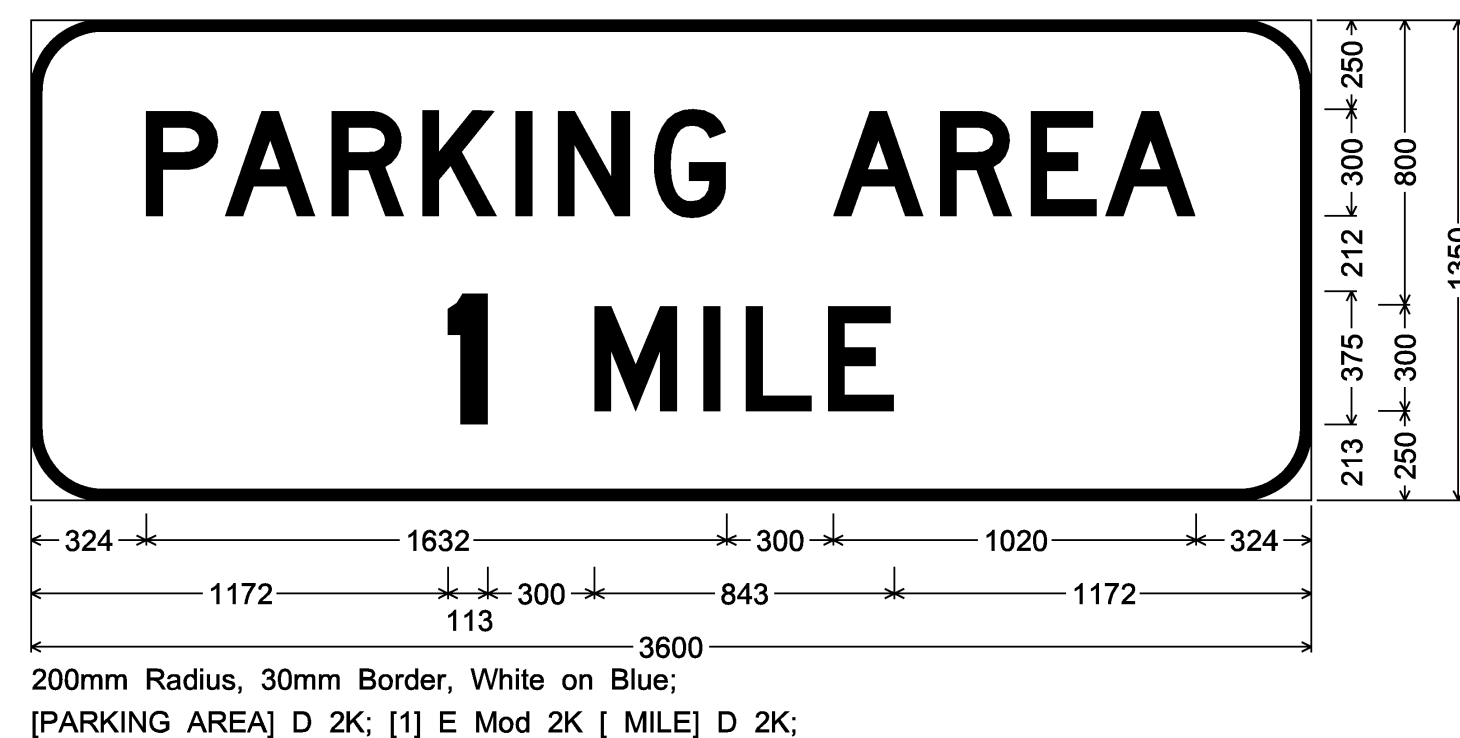 PARKING AREA
1 MILE
250
300
212
375
213
800
300
250
1350
324 1632 300 1020 324
1172 113 300 843 1172
3600
200mm Radius, 30mm Border, White on Blue;
[PARKING AREA] D 2K; [1] E Mod 2K [ MILE] D 2K;